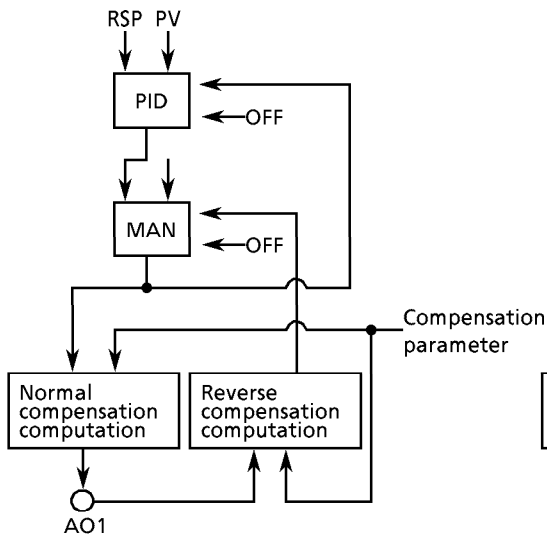 RSP PV
PID
OFF
MAN
OFF
Compensation
parameter
Normal
compensation
computation
Reverse
compensation
computation
AO1